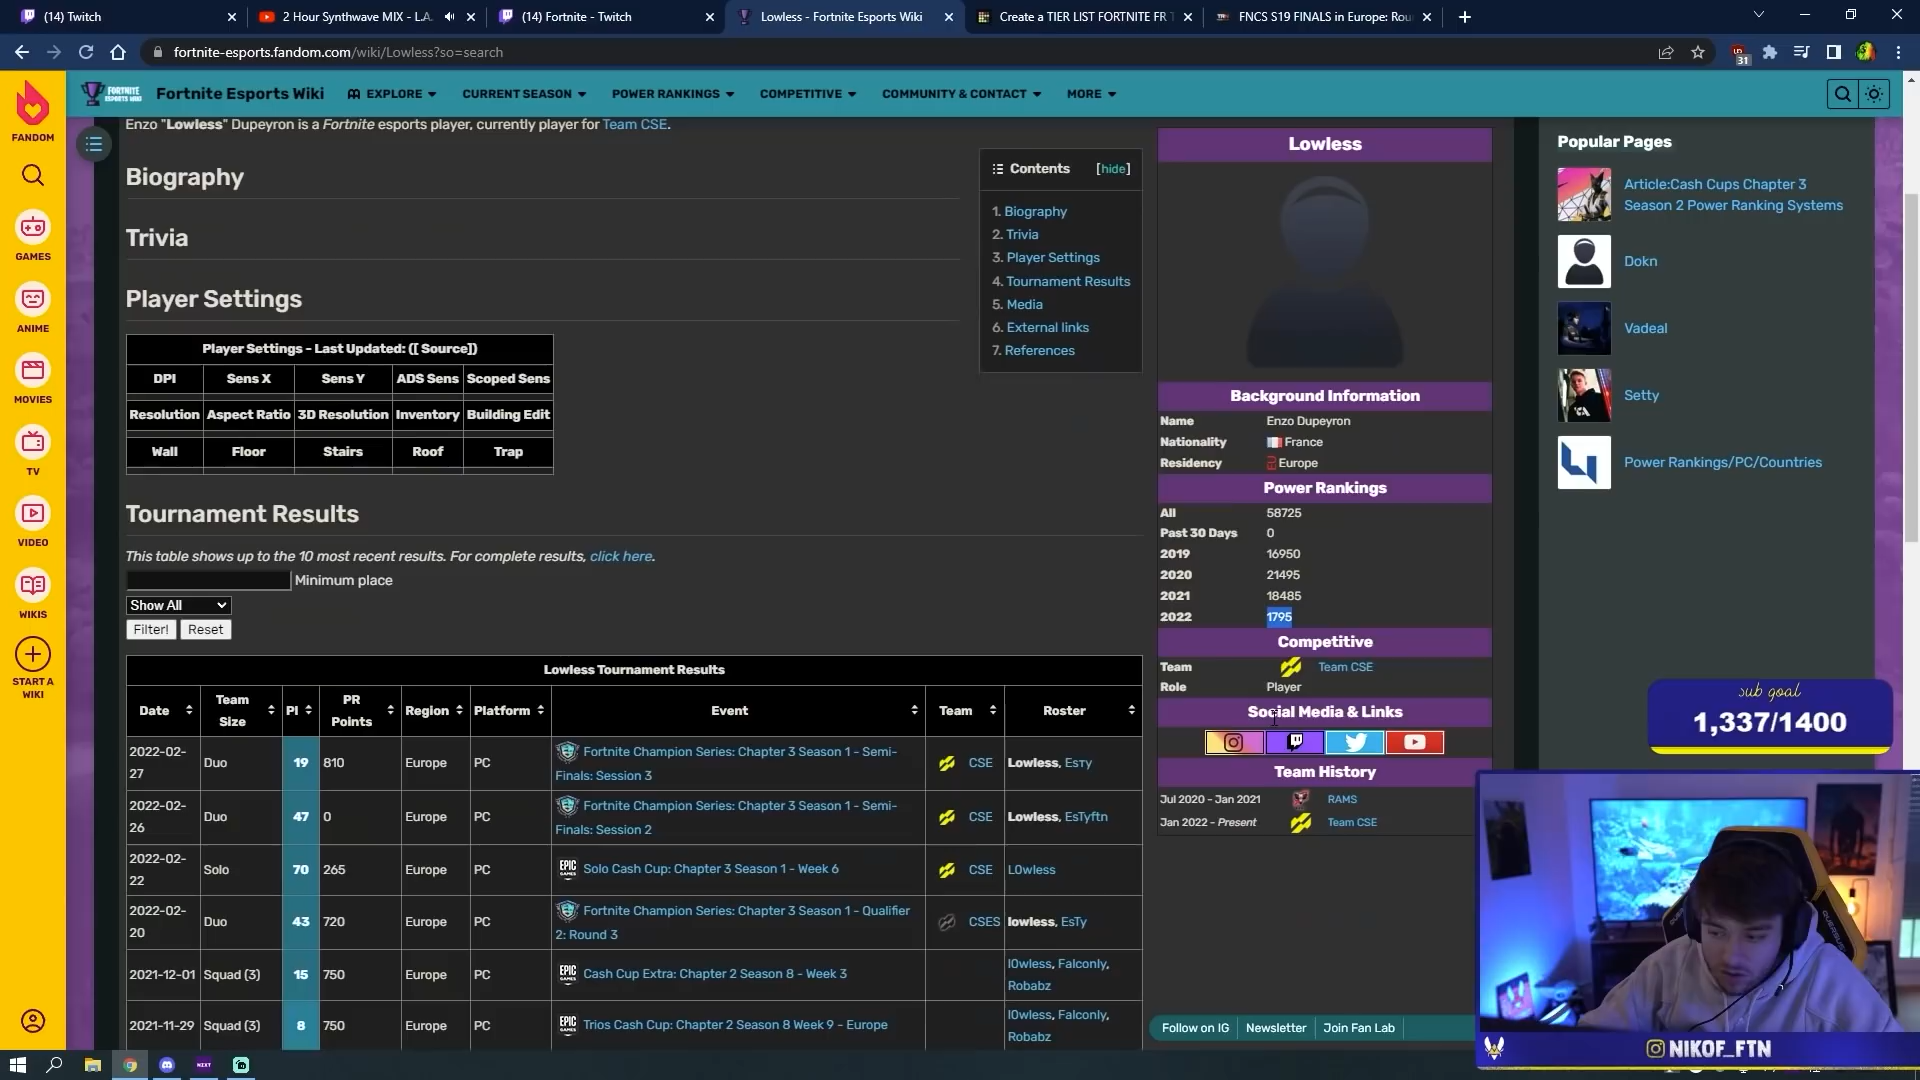 (14) Twitch
2 Hour Synthwave MIX - L.A.
(14) Fortnite - Twitch
Lowless - Fortnite Esports Wiki
Create a TIER LIST FORTNITE FR
FNCS S19 FINALS in Europe: Rou
fortnite-esports.fandom.com/wiki/Lowless?so=search
31
FORTNITE
Fortnite Esports Wiki
EXPLORE
CURRENT SEASON
POWER RANKINGS
COMPETITIVE
COMMUNITY & CONTACT
MORE
FANDOM
GAMES
ANIME
MOVIES
TV
VIDEO
WIKIS
START A
WIKI
Enzo "Lowless" Dupeyron is a Fortnite esports player, currently player for Team CSE.
Biography
Trivia
Player Settings
Player Settings - Last Updated: ([ Source])
DPI Sens X Sens Y ADS Sens Scoped Sens
Resolution Aspect Ratio 3D Resolution Inventory Building Edit
Wall Floor Stairs Roof Trap
Contents [hide]
1. Biography
2. Trivia
3. Player Settings
4. Tournament Results
5. Media
6. External links
7. References
Tournament Results
This table shows up to the 10 most recent results. For complete results, click here.
Minimum place
Show All
Filter! Reset
Lowless Tournament Results
Date Team Size Pl PR Points Region Platform Event Team Roster
2022-02-27 Duo 19 810 Europe PC Fortnite Champion Series: Chapter 3 Season 1 - Semi-Finals: Session 3 CSE Lowless, Esтy
2022-02-26 Duo 47 0 Europe PC Fortnite Champion Series: Chapter 3 Season 1 - Semi-Finals: Session 2 CSE Lowless, EsTyftn
2022-02-22 Solo 70 265 Europe PC EPIC GAMES Solo Cash Cup: Chapter 3 Season 1 - Week 6 CSE L0wless
2022-02-20 Duo 43 720 Europe PC Fortnite Champion Series: Chapter 3 Season 1 - Qualifier 2: Round 3 CSES lowless, EsTy
2021-12-01 Squad (3) 15 750 Europe PC EPIC GAMES Cash Cup Extra: Chapter 2 Season 8 - Week 3 l0wless, Falconly, Robabz
2021-11-29 Squad (3) 8 750 Europe PC EPIC GAMES Trios Cash Cup: Chapter 2 Season 8 Week 9 - Europe l0wless, Falconly, Robabz
Lowless
Background Information
Name Enzo Dupeyron
Nationality France
Residency Europe
Power Rankings
All 58725
Past 30 Days 0
2019 16950
2020 21495
2021 18485
2022 1795
Competitive
Team Team CSE
Role Player
Social Media & Links
Team History
Jul 2020 - Jan 2021 RAMS
Jan 2022 - Present Team CSE
Popular Pages
Article:Cash Cups Chapter 3
Season 2 Power Ranking Systems
Dokn
Vadeal
Setty
Power Rankings/PC/Countries
sub goal
1,337/1400
Follow on IG Newsletter Join Fan Lab
NIKOF_FTN